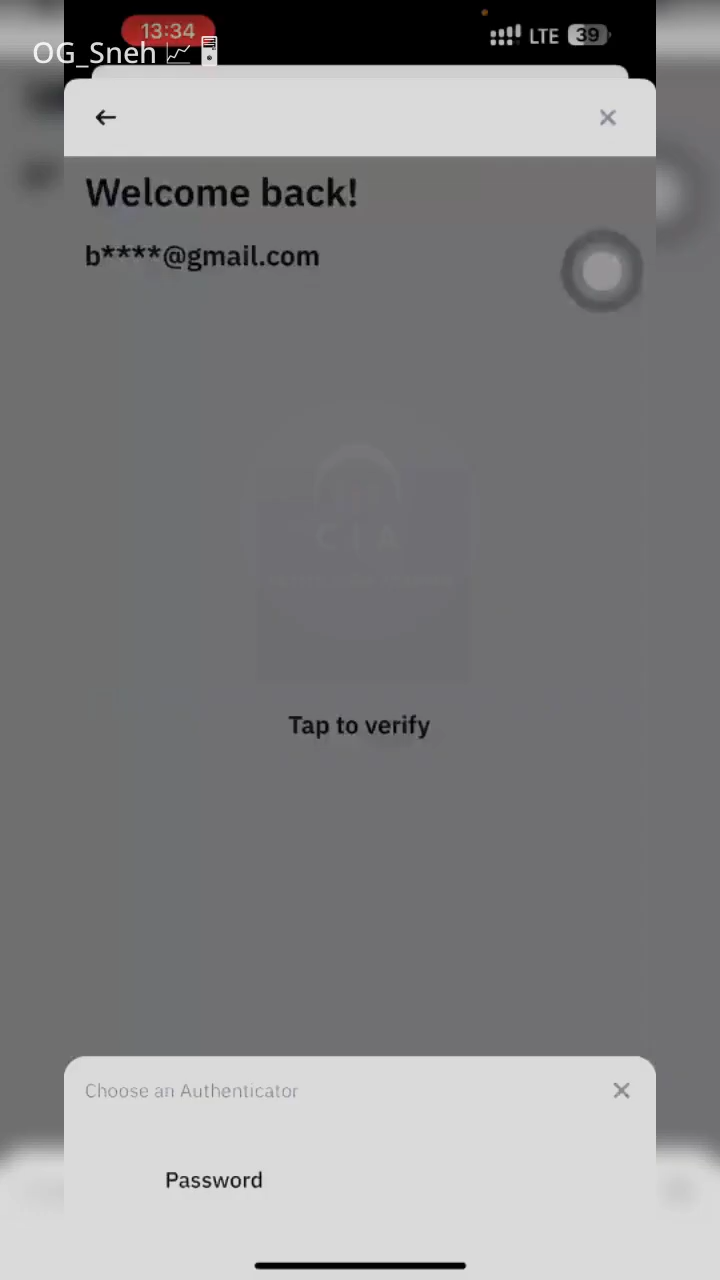 13:34
LTE 39
OG_Sneh
Welcome back!
b****@gmail.com
C I A
Tap to verify
Choose an Authenticator
Password